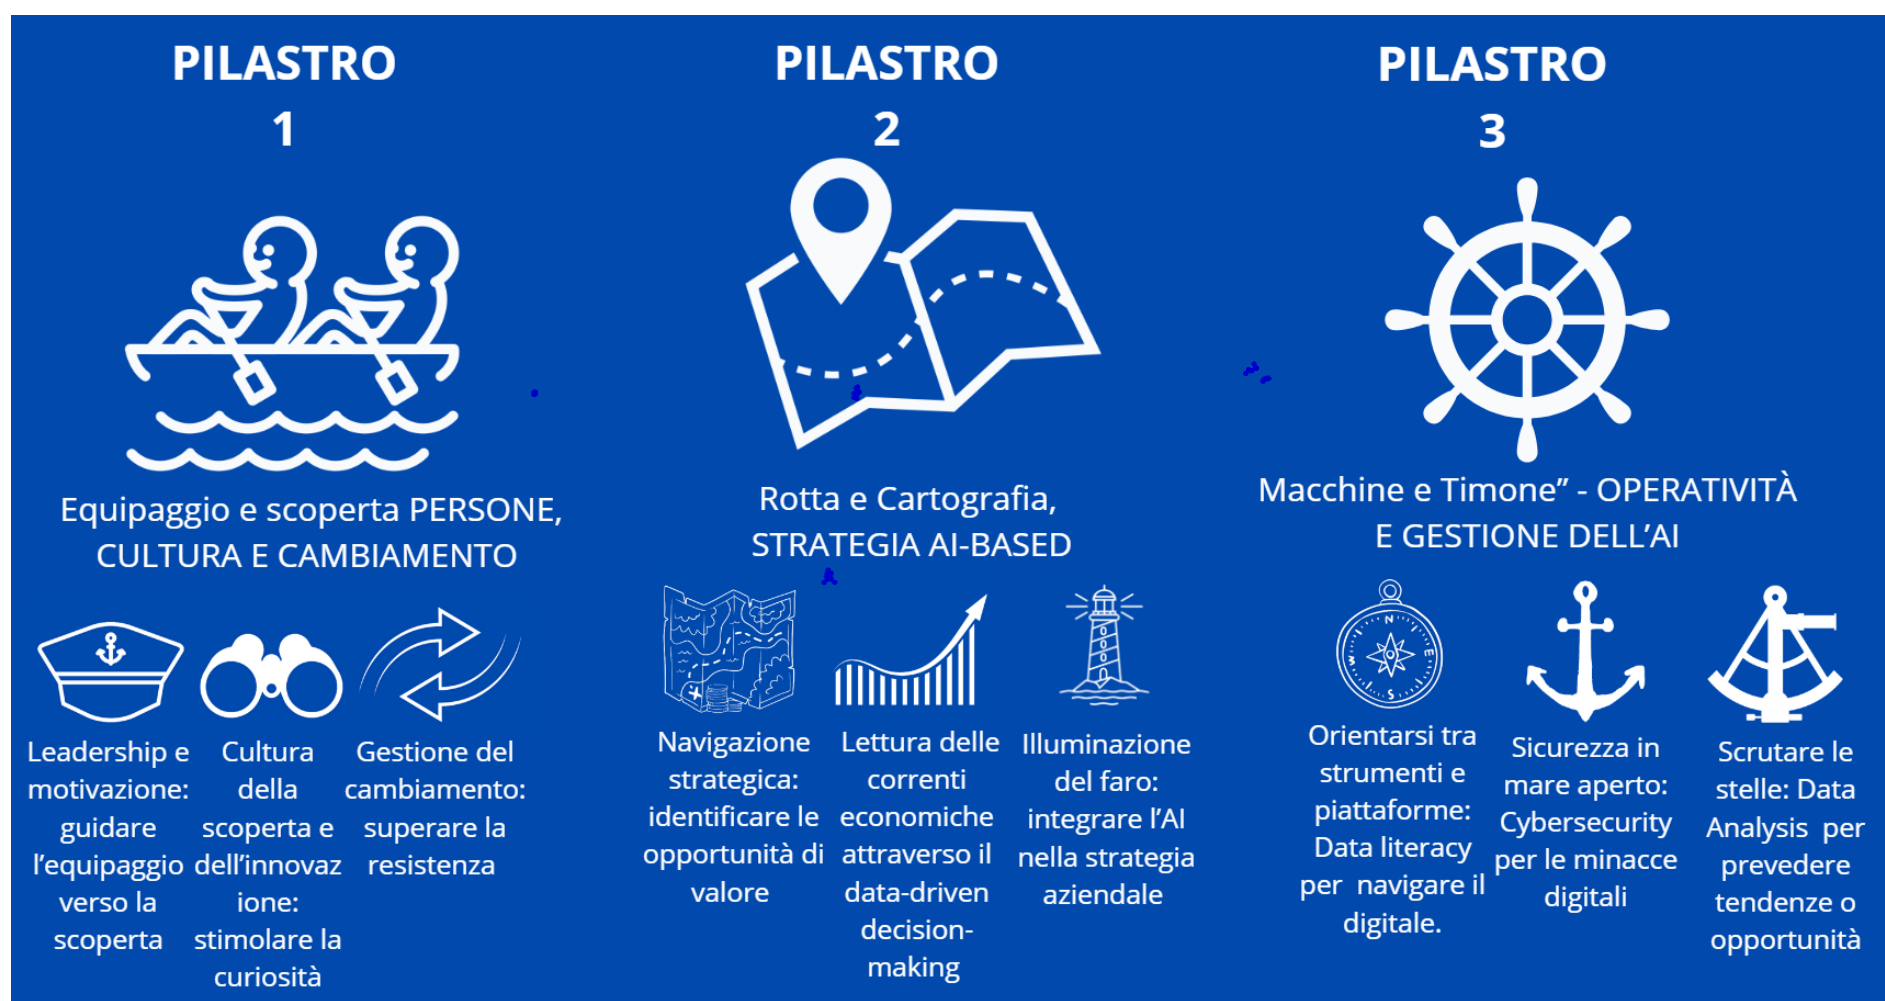 PILASTRO
1
Equipaggio e scoperta PERSONE,
CULTURA E CAMBIAMENTO
Leadership e
motivazione:
guidare
l'equipaggio
verso la
scoperta
Cultura
della
scoperta e
dell'innovaz
ione:
stimolare la
curiosità
Gestione del
cambiamento:
superare la
resistenza
PILASTRO
2
Rotta e Cartografia,
STRATEGIA AI-BASED
Navigazione
strategica:
identificare le
opportunità di
valore
Lettura delle
correnti
economiche
attraverso il
data-driven
decision-
making
Illuminazione
del faro:
integrare l'AI
nella strategia
aziendale
PILASTRO
3
Macchine e Timone” - OPERATIVITÀ
E GESTIONE DELL'AI
N
E
S
W
Orientarsi tra
strumenti e
piattaforme:
Data literacy
per navigare il
digitale.
Sicurezza in
mare aperto:
Cybersecurity
per le minacce
digitali
Scrutare le
stelle: Data
Analysis per
prevedere
tendenze o
opportunità